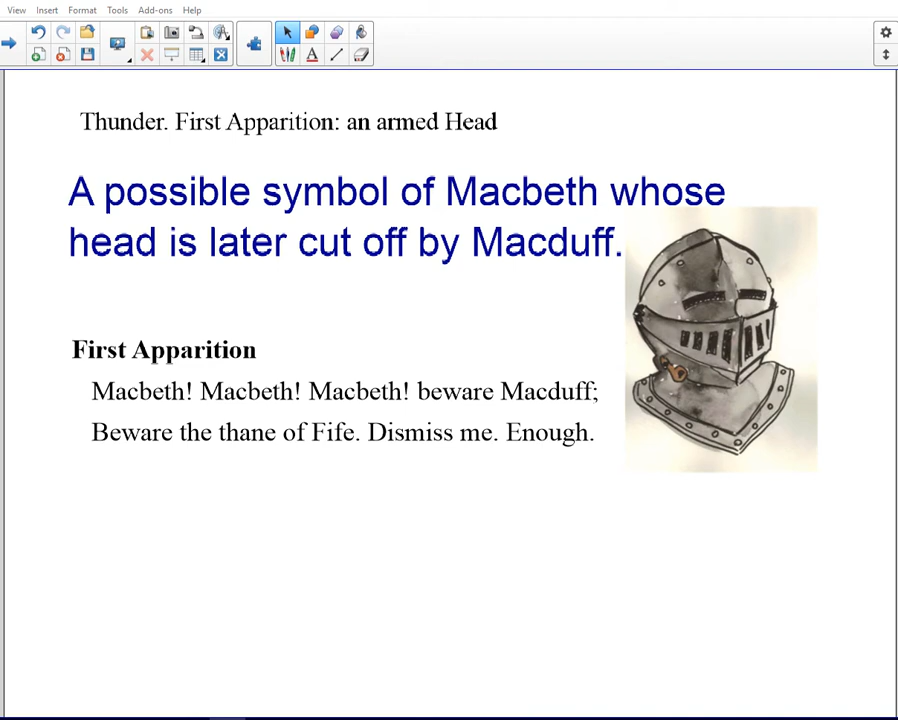 View Insert Format Tools Add-ons Help
Thunder. First Apparition: an armed Head
A possible symbol of Macbeth whose
head is later cut off by Macduff.
First Apparition
Macbeth! Macbeth! Macbeth! beware Macduff;
Beware the thane of Fife. Dismiss me. Enough.